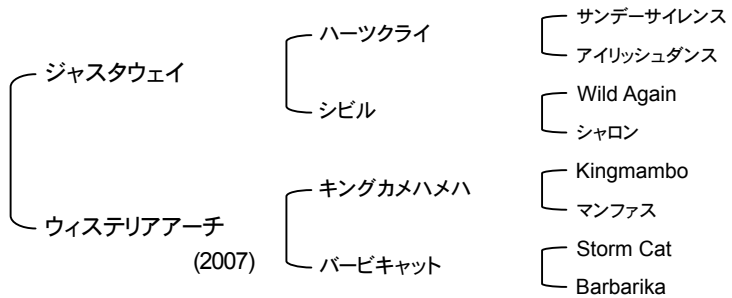 サンデーサイレンス
ハーツクライ
アイリッシュダンス
ジャスタウェイ
Wild Again
シビル
シャロン
Kingmambo
キングカメハメハ
マンファス
ウィステリアアーチ
(2007)
Storm Cat
バービキャット
Barbarika